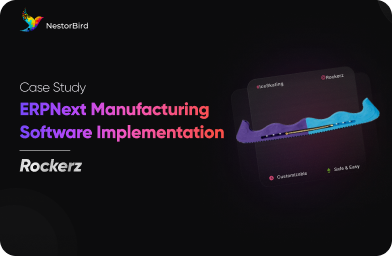 NestorBird
Case Study
ERPNext Manufacturing
Software Implementation
Rockerz
Rockerz
Customizable
Safe & Easy